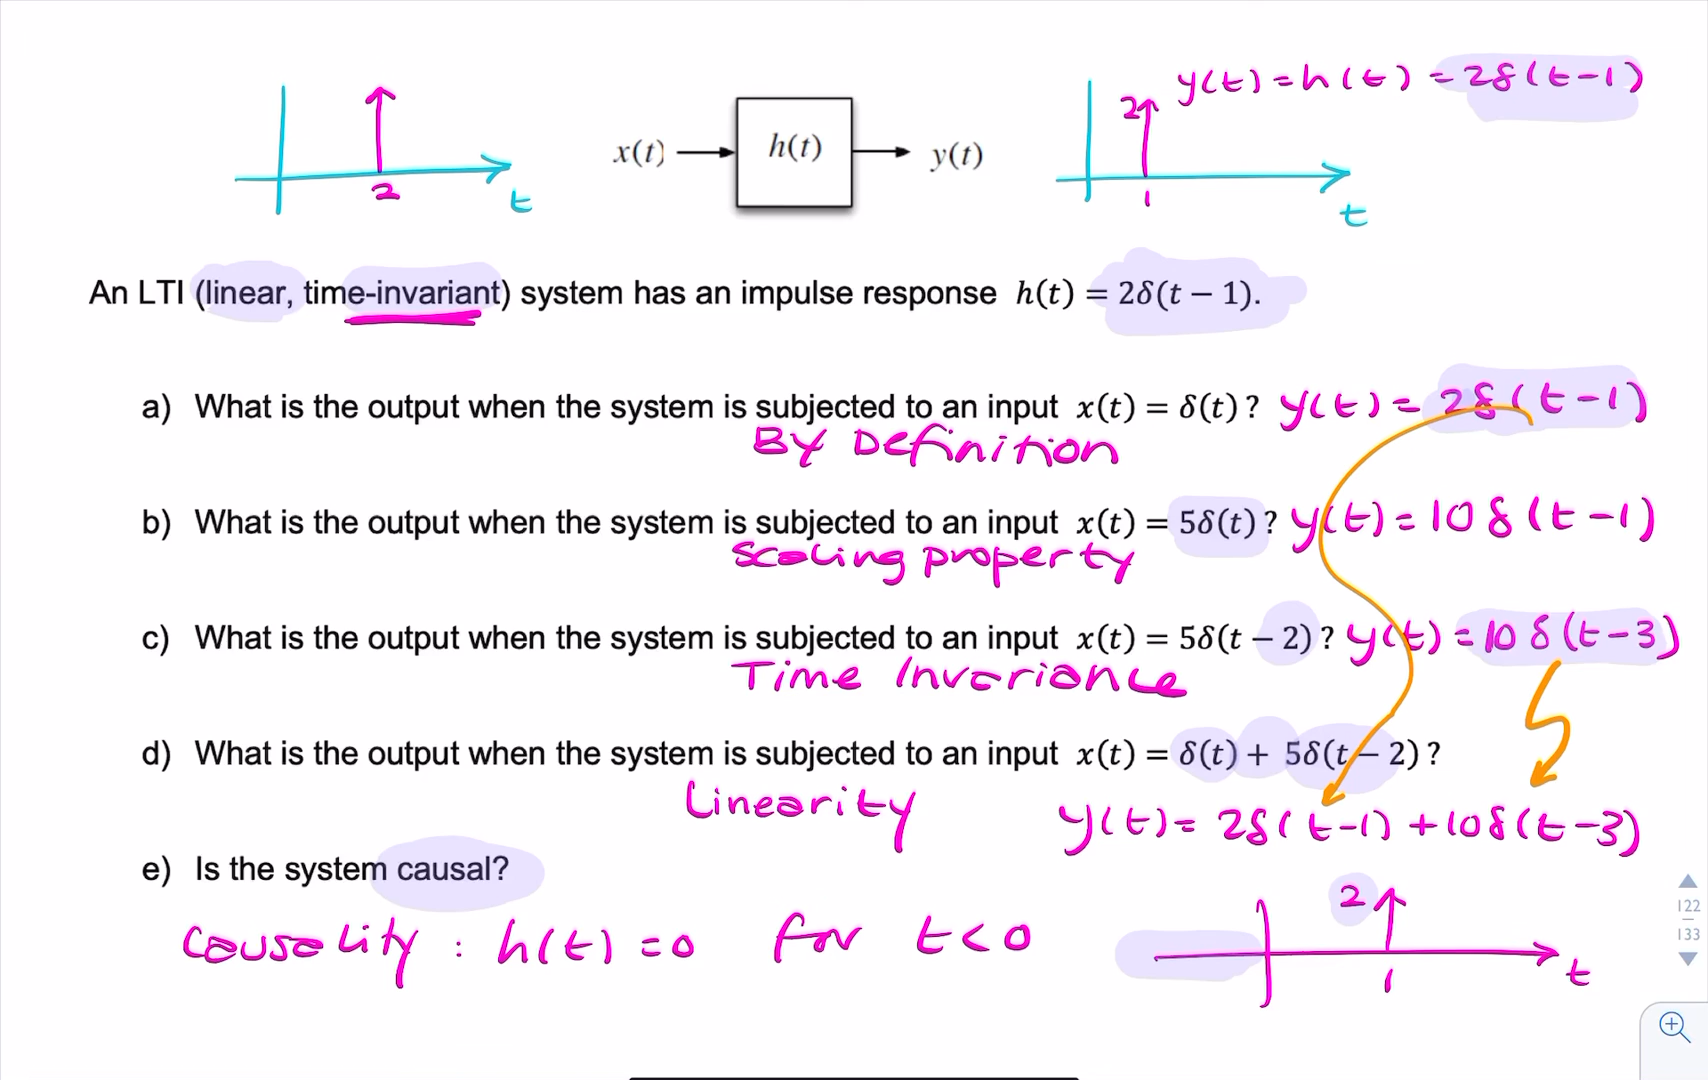 y(t) = h(t) = 2δ(t-1)
2
x(t) h(t) y(t)
2 t
1 t
An LTI (linear, time-invariant) system has an impulse response h(t) = 2δ(t − 1).
a) What is the output when the system is subjected to an input x(t) = δ(t)? y(t) = 2δ(t-1)
By Definition
b) What is the output when the system is subjected to an input x(t) = 5δ(t)? y(t) = 10δ(t-1)
Scaling property
c) What is the output when the system is subjected to an input x(t) = 5δ(t − 2)? y(t) = 10δ(t-3)
Time Invariance
d) What is the output when the system is subjected to an input x(t) = δ(t) + 5δ(t − 2)?
Linearity y(t) = 2δ(t-1) + 10δ(t-3)
e) Is the system causal?
2
Causality : h(t) = 0 for t < 0
1 t
122
133